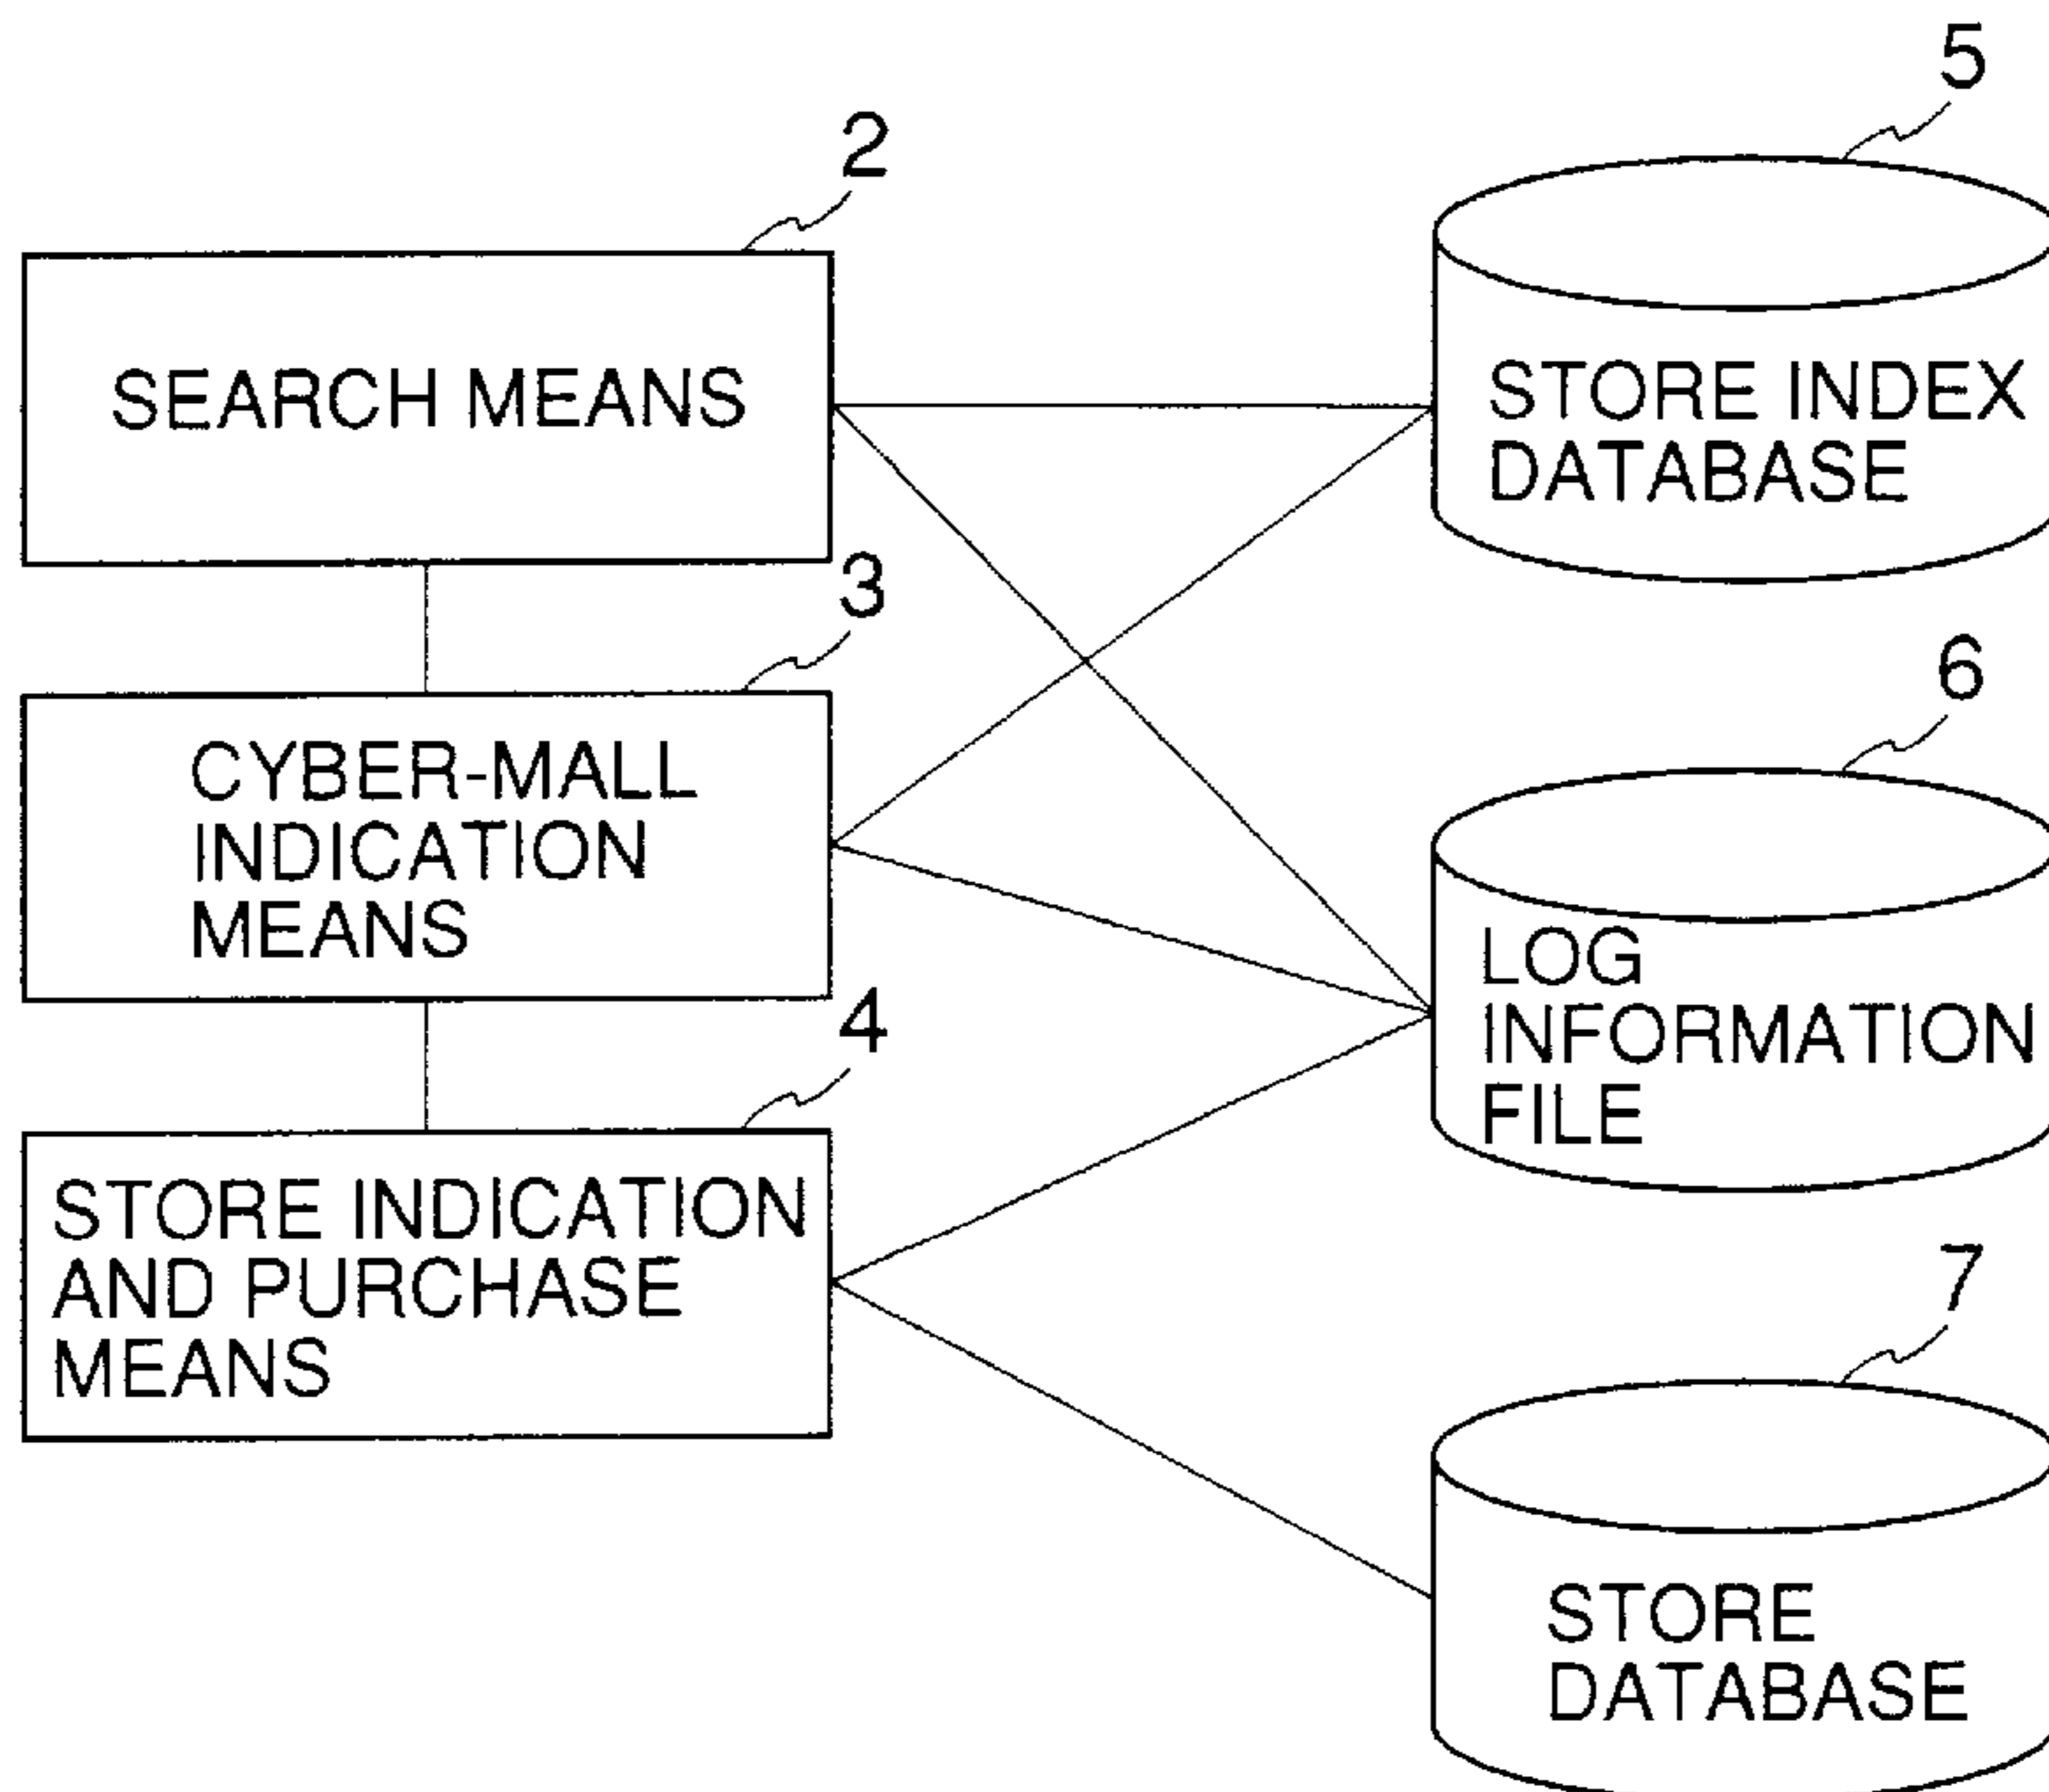 2
SEARCH MEANS
3
CYBER-MALL
INDICATION
MEANS
4
STORE INDICATION
AND PURCHASE
MEANS
5
STORE INDEX
DATABASE
6
LOG
INFORMATION
FILE
7
STORE
DATABASE